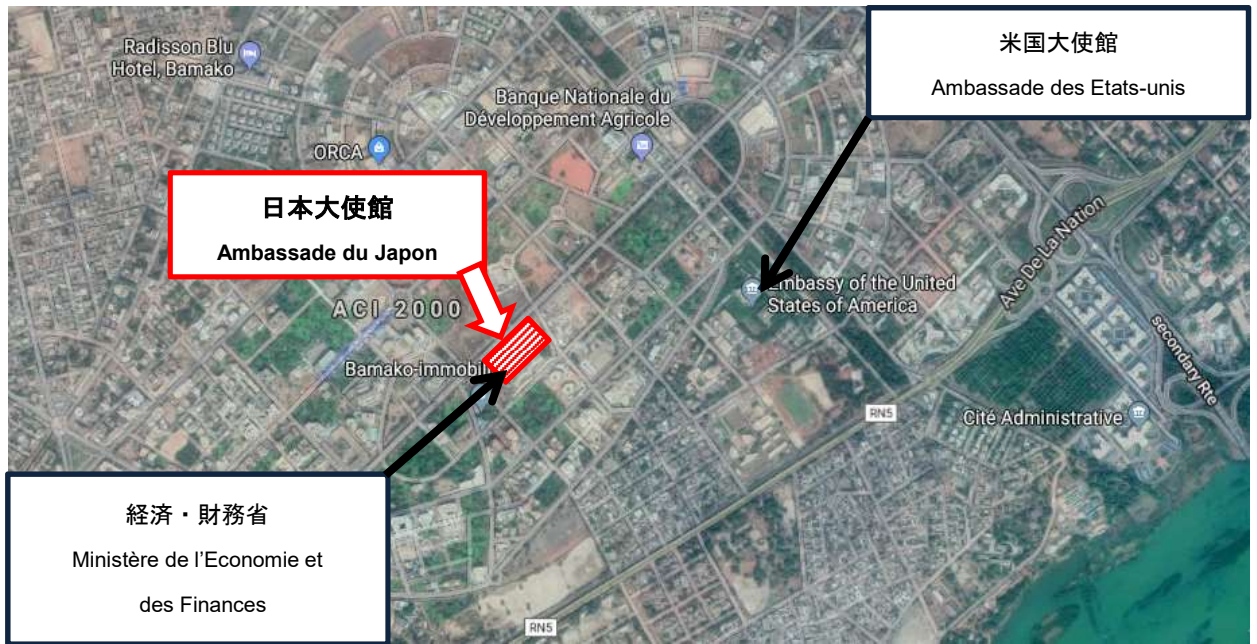 米国大使館
Ambassade des Etats-unis
Radisson Blu
Hotel, Bamako
Banque Nationale du
Développement Agricole
ORCA
日本大使館
Ambassade du Japon
Ave De La Nation
Embassy of the United
States of America
ACI 2000
secondary Rte
Bamako-immobili
RN5
Cité Administrative
経済・財務省
Ministère de l’Economie et
des Finances
RN5